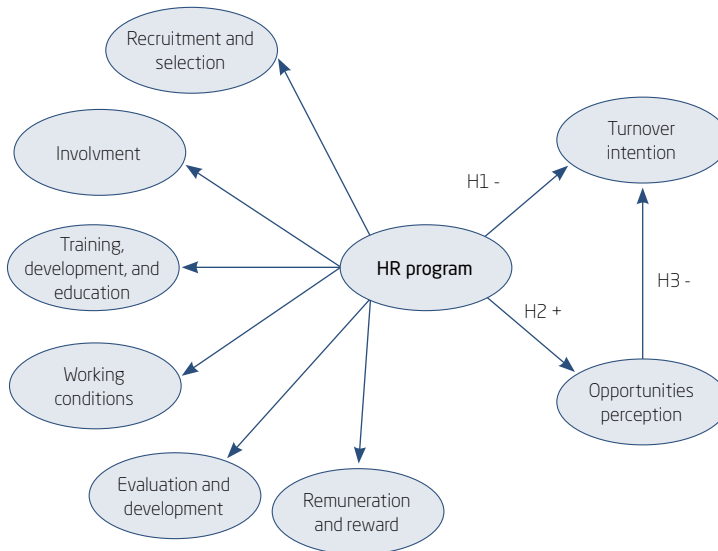 Recruitment and
selection
Involvment
Training,
development, and
education
Working
conditions
Evaluation and
development
Remuneration
and reward
HR program
H1 -
H2 +
H3 -
Turnover
intention
Opportunities
perception